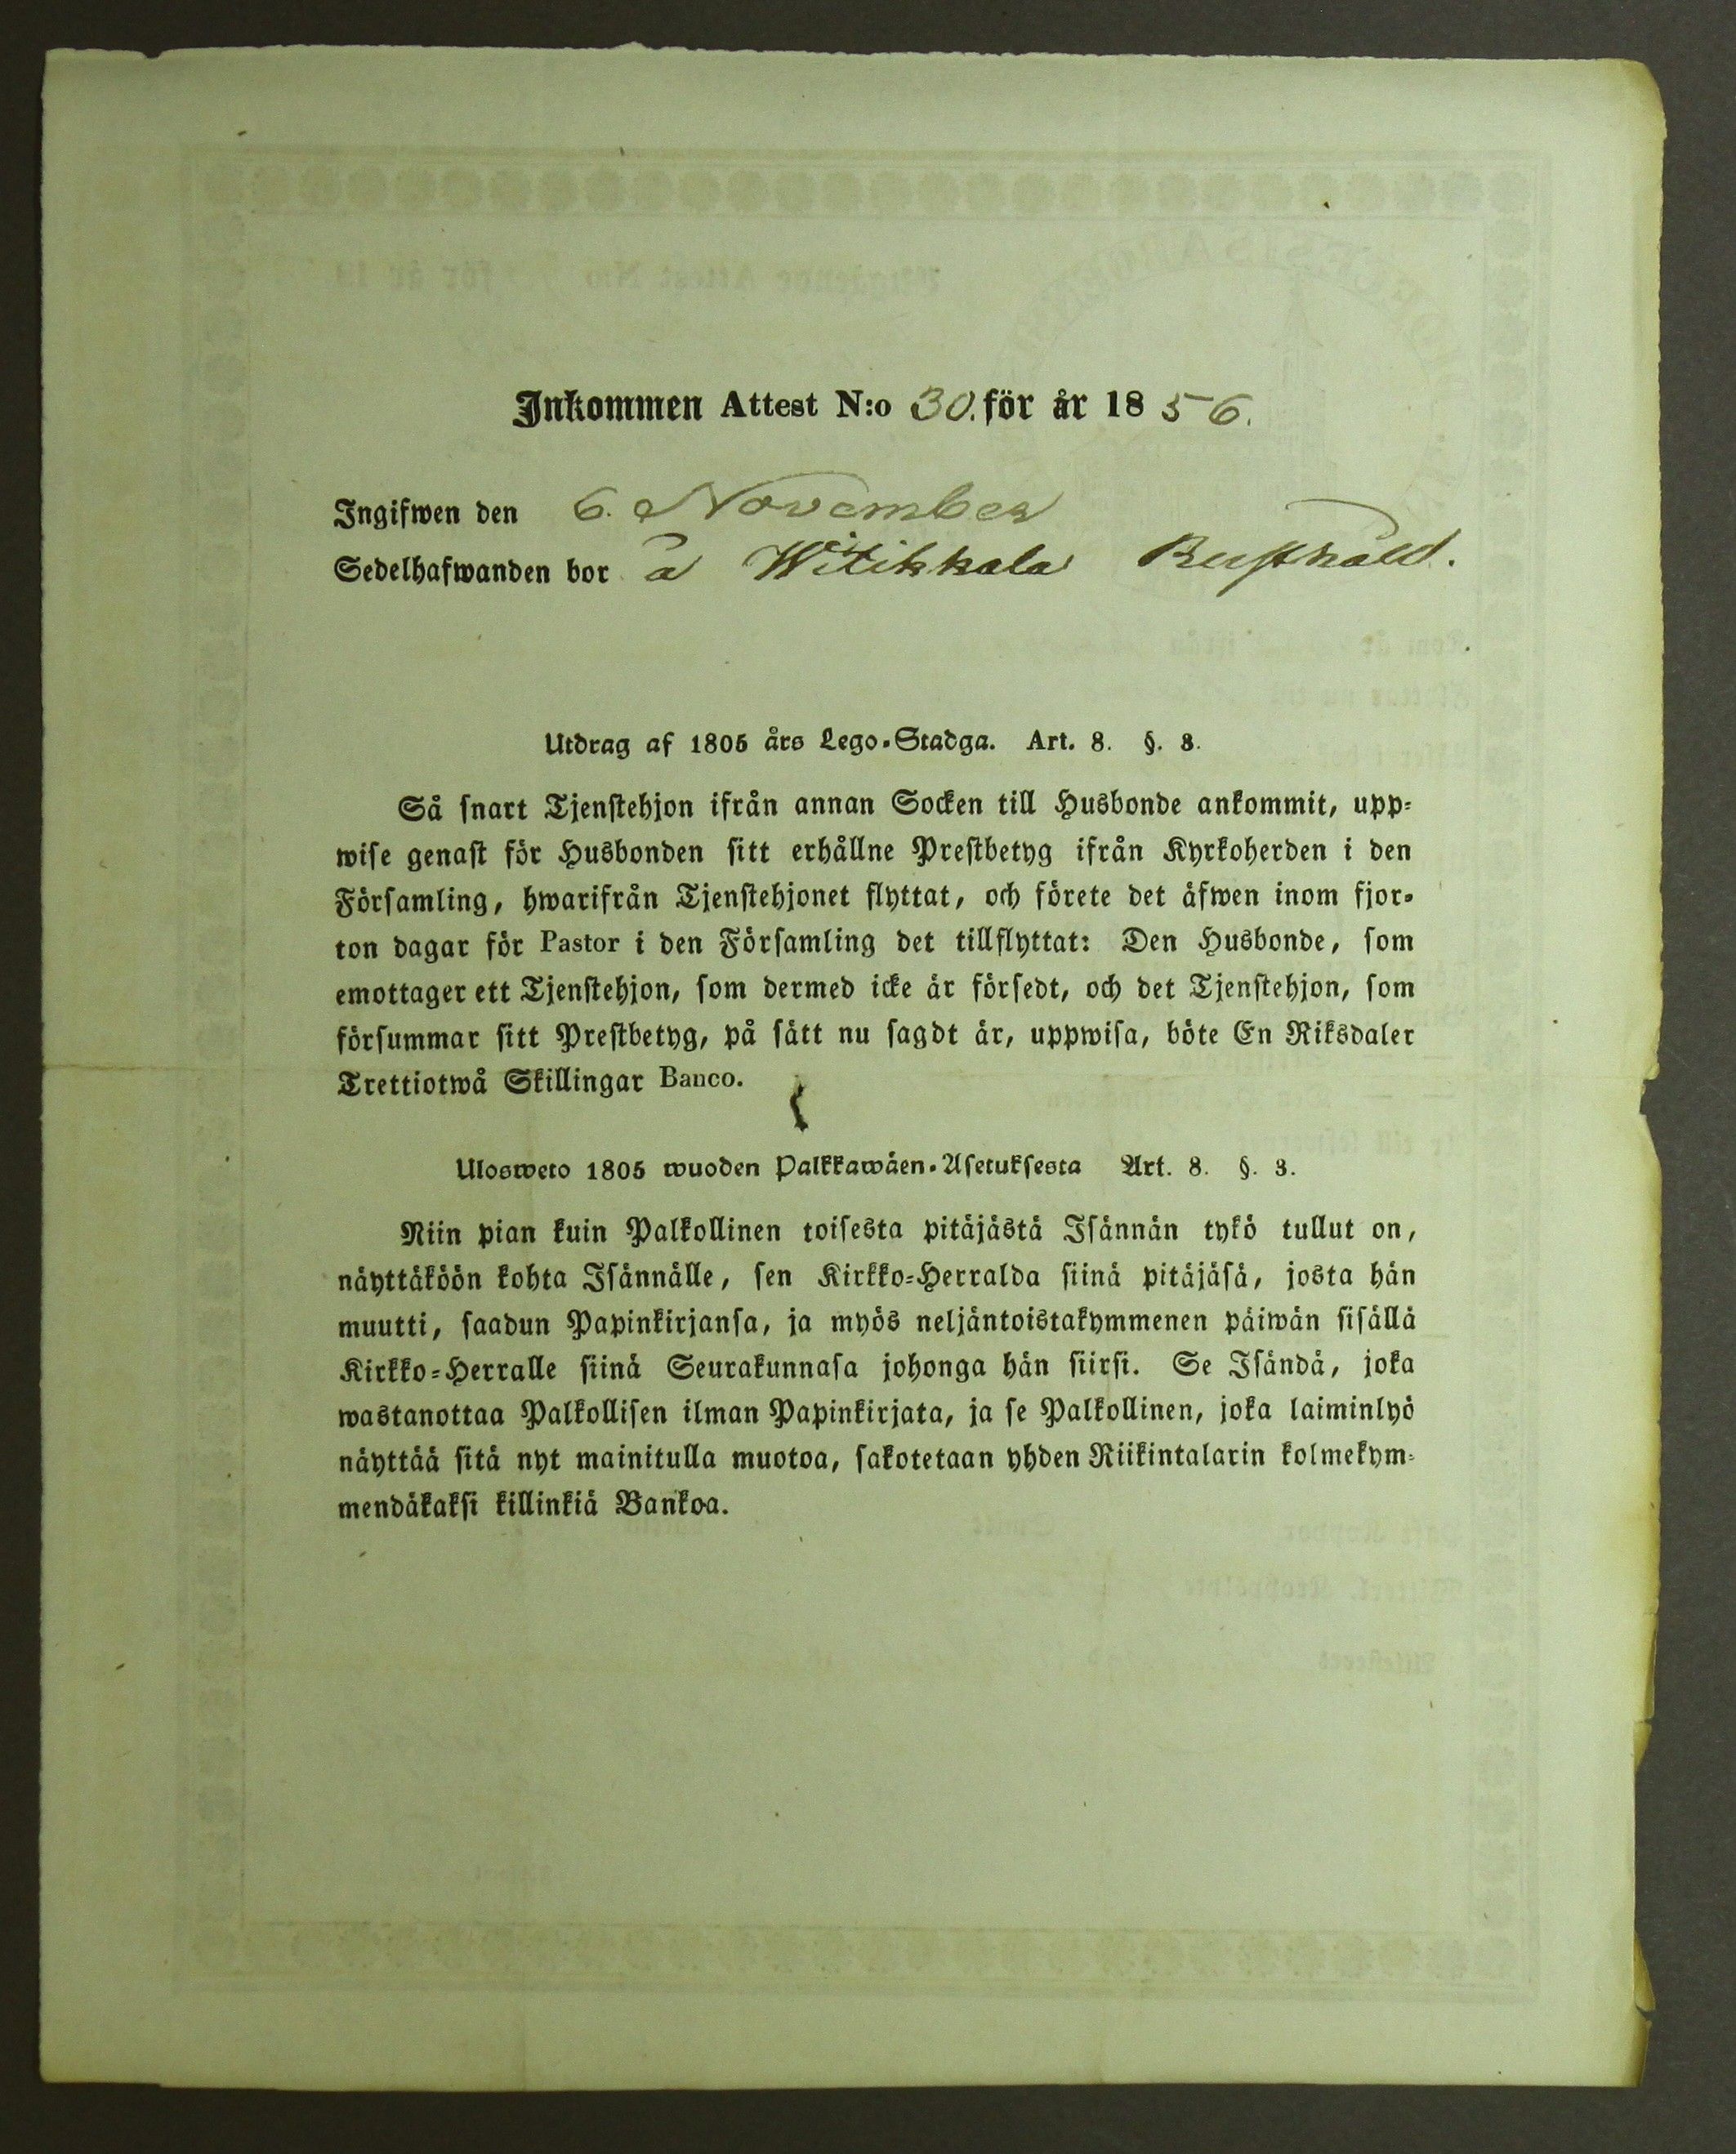 Inkommen Attest N:o 30. för år 1856.
Ingifwen den 6. November
Sedelhafwanden bor å Witikkala Rusthåld.
Utdrag af 1805 års Lego-Stadga. Art. 8. §. 3.
Så snart Tjenstehjon ifrån annan Socken till Husbonde ankommit, upp-
wise genast för Husbonden sitt erhållne Prestbetyg ifrån Kyrkoherden i den
Församling, hwarifrån Tjenstehjonet flyttat, och förete det äfwen inom fjor-
ton dagar för Pastor i den Församling det tillflyttat: Den Husbonde, som
emottager ett Tjenstehjon, som dermed icke är försedt, och det Tjenstehjon, som
försummar sitt Prestbetyg, på sätt nu sagdt är, uppwisa, böte En Riksdaler
Trettiotwå Skillingar Banco.
Ulosweto 1805 wuoden Palkkawäen-Asetuksesta Art. 8. §. 3.
Niin pian kuin Palkollinen toisesta pitäjästä Isännän tykö tullut on,
näyttäköön kohta Isännälle, sen Kirkko-Herralda siinä pitäjäsä, josta hän
muutti, saadun Papinkirjansa, ja myös neljäntoistakymmenen päiwän sisällä
Kirkko-Herralle siinä Seurakunnasa johonga hän siirsi. Se Isändä, joka
wastanottaa Palkollisen ilman Papinkirjata, ja se Palkollinen, joka laiminlyö
näyttää sitä nyt mainitulla muotoa, sakotetaan yhden Riikintalarin kolmekym-
mendäkaksi killinkiä Bankoa.